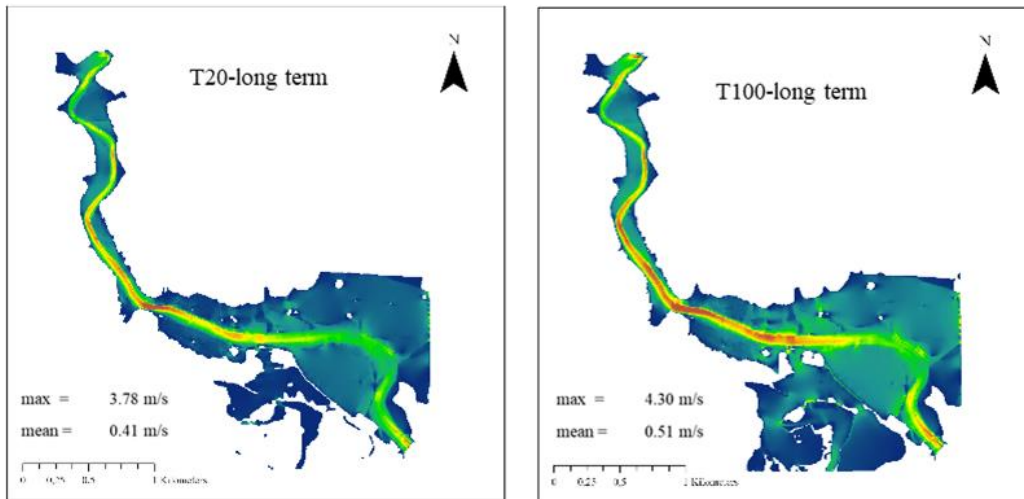 N
T20-long term
max = 3.78 m/s
mean = 0.41 m/s
0 0,25 0,5 1 Kilometers
N
T100-long term
max = 4.30 m/s
mean = 0.51 m/s
0 0,25 0,5 1 Kilometers